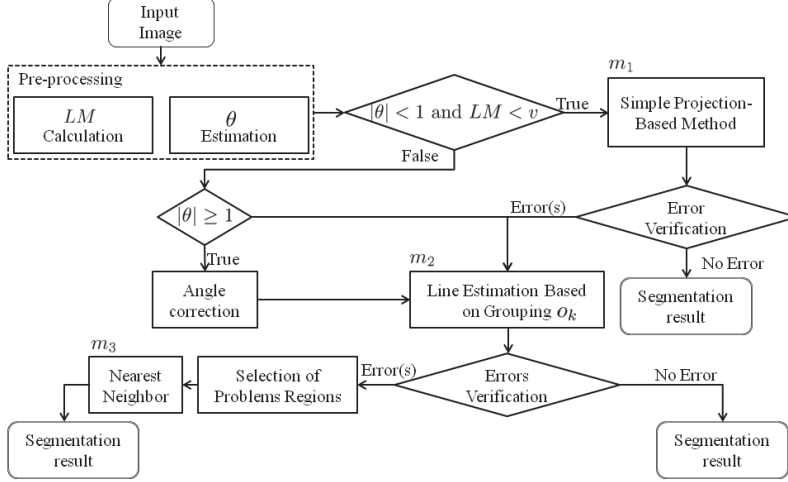 Input
Image
Pre-processing
LM
Calculation
θ
Estimation
|θ| < 1 and LM < v
True
False
m₁
Simple Projection-
Based Method
|θ| ≥ 1
True
Error(s)
Error
Verification
No Error
Segmentation
result
Angle
correction
m₂
Line Estimation Based
on Grouping oₖ
m₃
Nearest
Neighbor
Selection of
Problems Regions
Error(s)
Errors
Verification
No Error
Segmentation
result
Segmentation
result